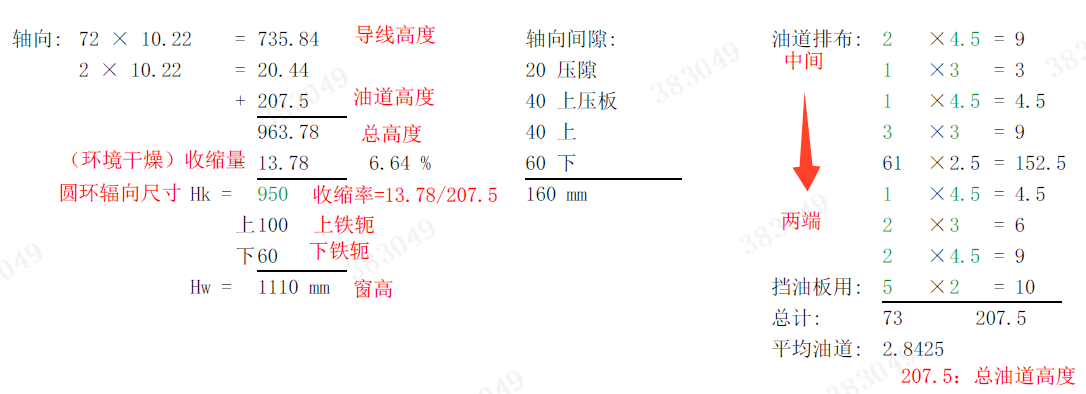 轴向: 72 × 10.22 = 735.84 导线高度
2 × 10.22 = 20.44
+ 207.5 油道高度
963.78 总高度
（环境干燥）收缩量 - 13.78 6.64 %
圆环辐向尺寸 Hk = 950 收缩率=13.78/207.5
上100 上铁轭
下60 下铁轭
Hw = 1110 mm 窗高
轴向间隙:
20 压隙
40 上压板
40 上
60 下
160 mm
油道排布: 2 ×4.5 = 9
中间
1 ×3 = 3
1 ×4.5 = 4.5
3 ×3 = 9
61 ×2.5 = 152.5
1 ×4.5 = 4.5
两端
2 ×3 = 6
2 ×4.5 = 9
挡油板用: 5 ×2 = 10
总计: 73 207.5
平均油道: 2.8425
207.5：总油道高度
383049
383049
383049
383049
383049
383049